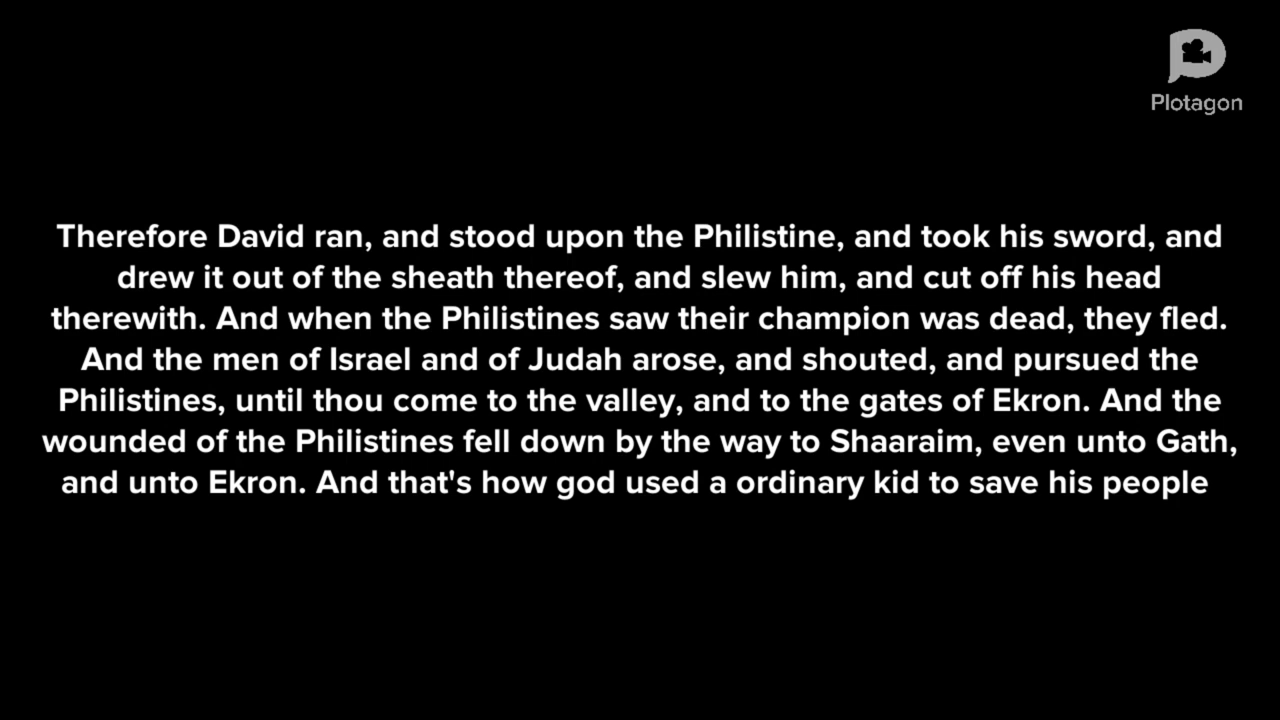 Plotagon
Therefore David ran, and stood upon the Philistine, and took his sword, and
drew it out of the sheath thereof, and slew him, and cut off his head
therewith. And when the Philistines saw their champion was dead, they fled.
And the men of Israel and of Judah arose, and shouted, and pursued the
Philistines, until thou come to the valley, and to the gates of Ekron. And the
wounded of the Philistines fell down by the way to Shaaraim, even unto Gath,
and unto Ekron. And that's how god used a ordinary kid to save his people